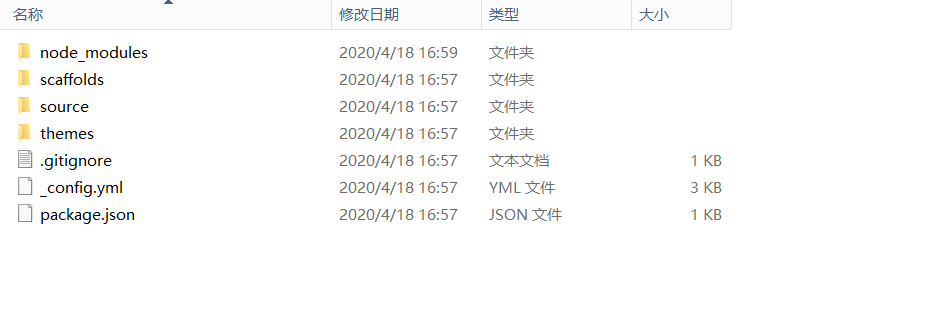 名称 修改日期 类型 大小
node_modules 2020/4/18 16:59 文件夹
scaffolds 2020/4/18 16:57 文件夹
source 2020/4/18 16:57 文件夹
themes 2020/4/18 16:57 文件夹
.gitignore 2020/4/18 16:57 文本文档 1 KB
_config.yml 2020/4/18 16:57 YML 文件 3 KB
package.json 2020/4/18 16:57 JSON 文件 1 KB